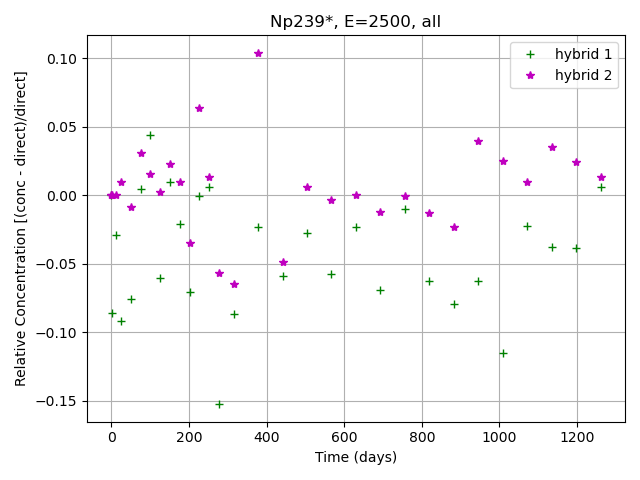 Np239*, E=2500, all
hybrid 1
hybrid 2
Relative Concentration [(conc - direct)/direct]
0.10
0.05
0.00
−0.05
−0.10
−0.15
0 200 400 600 800 1000 1200
Time (days)